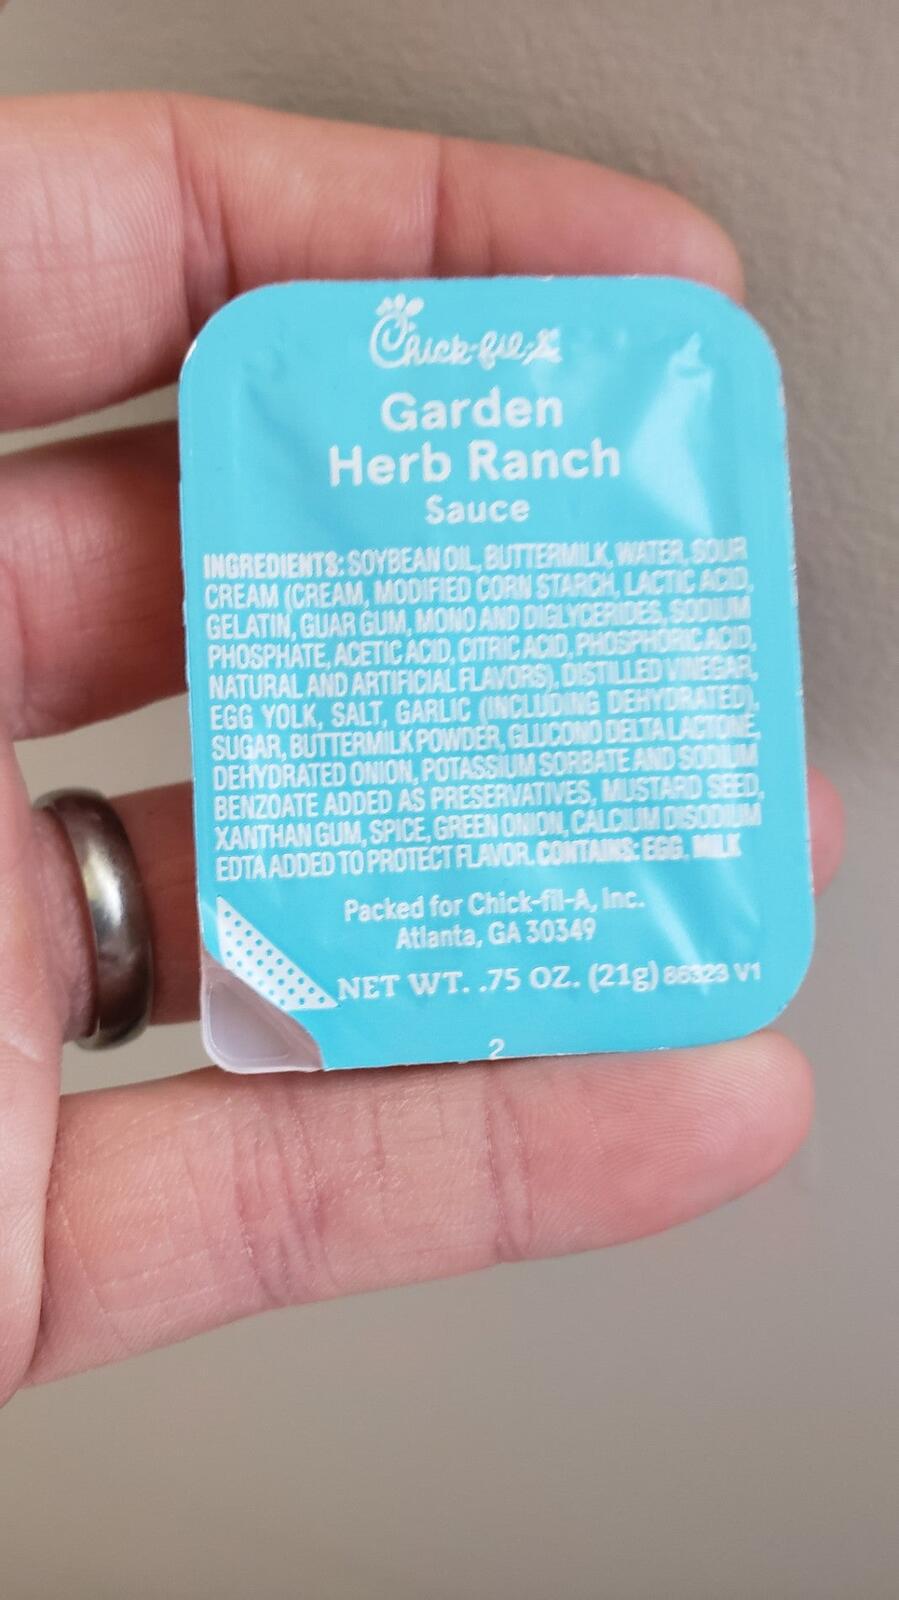 Chick-fil-A
Garden
Herb Ranch
Sauce
INGREDIENTS: SOYBEAN OIL, BUTTERMILK, WATER, SOUR
CREAM (CREAM, MODIFIED CORN STARCH, LACTIC ACID,
GELATIN, GUAR GUM, MONO AND DIGLYCERIDES, SODIUM
PHOSPHATE, ACETIC ACID, CITRIC ACID, PHOSPHORIC ACID,
NATURAL AND ARTIFICIAL FLAVORS), DISTILLED VINEGAR,
EGG YOLK, SALT, GARLIC (INCLUDING DEHYDRATED),
SUGAR, BUTTERMILK POWDER, GLUCONO DELTA LACTONE,
DEHYDRATED ONION, POTASSIUM SORBATE AND SODIUM
BENZOATE ADDED AS PRESERVATIVES, MUSTARD SEED,
XANTHAN GUM, SPICE, GREEN ONION, CALCIUM DISODIUM
EDTA ADDED TO PROTECT FLAVOR. CONTAINS: EGG, MILK
Packed for Chick-fil-A, Inc.
Atlanta, GA 30349
NET WT. .75 OZ. (21g) 86329 V1
2